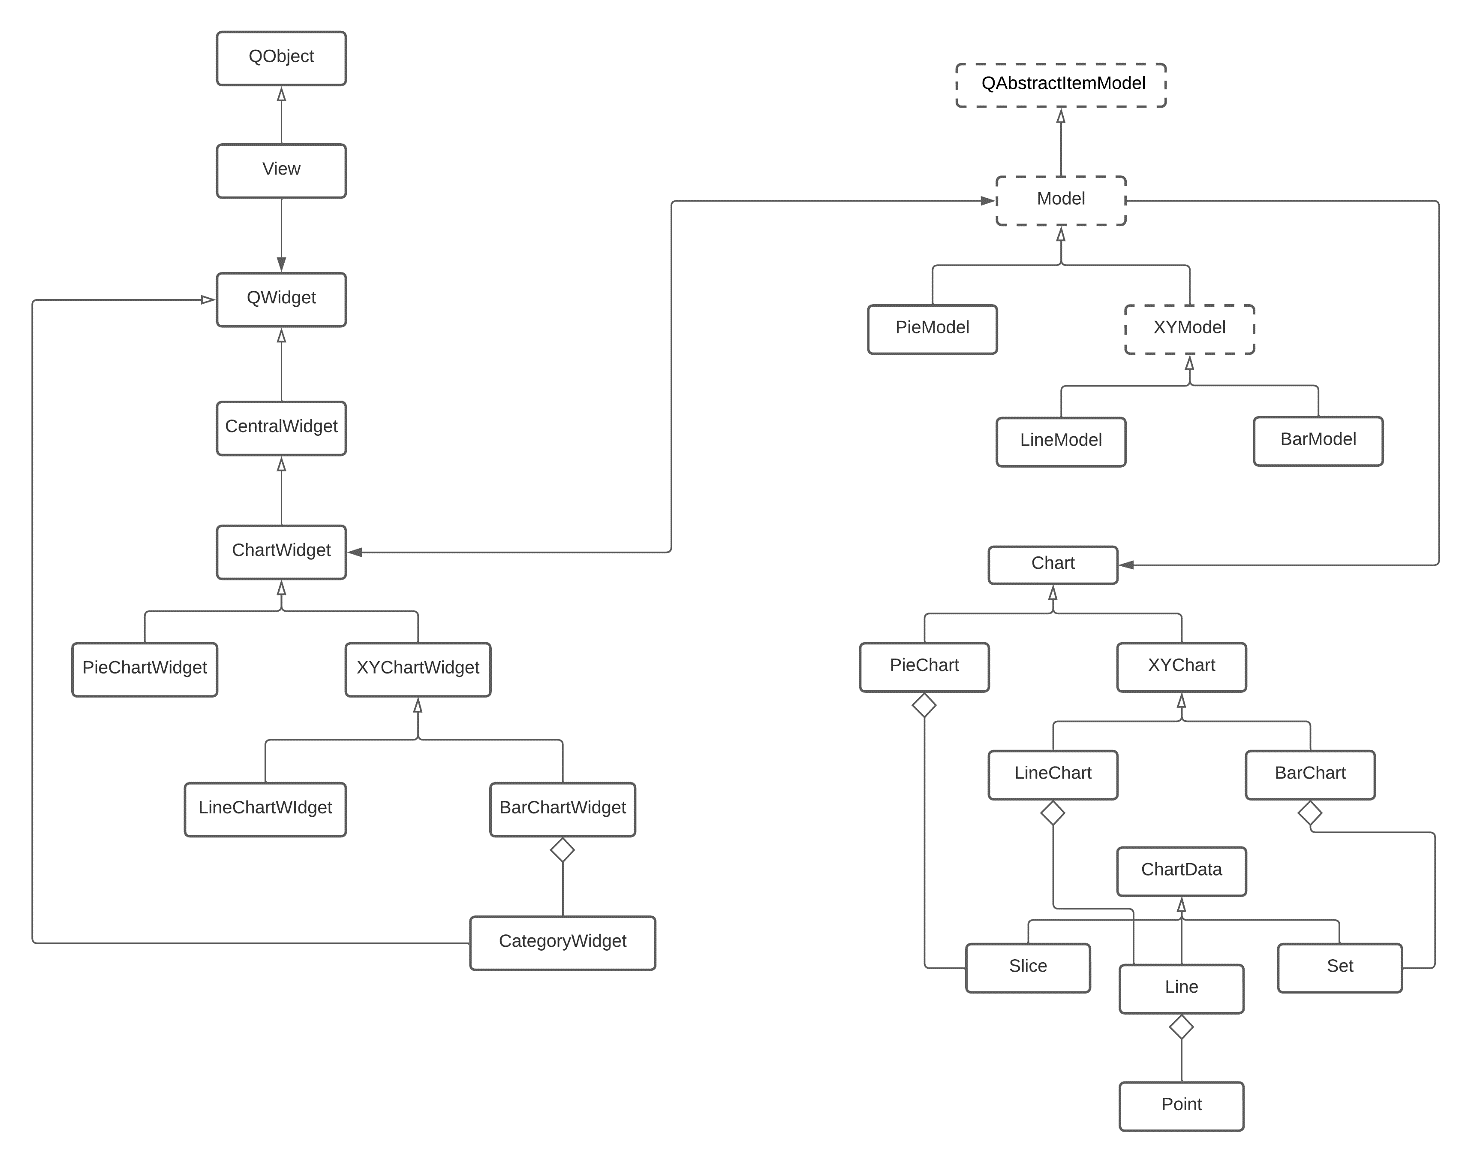 QObject
View
QWidget
CentralWidget
ChartWidget
PieChartWidget
XYChartWidget
LineChartWIdget
BarChartWidget
CategoryWidget
QAbstractItemModel
Model
PieModel
XYModel
LineModel
BarModel
Chart
PieChart
XYChart
LineChart
BarChart
ChartData
Slice
Line
Set
Point